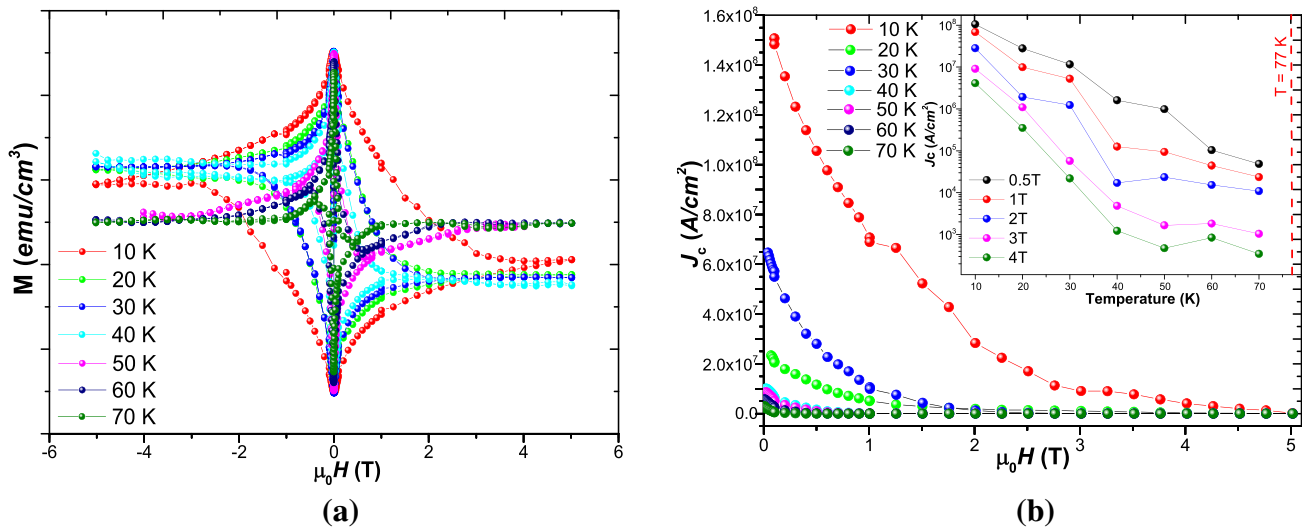 M (emu/cm³)
10 K
20 K
30 K
40 K
50 K
60 K
70 K
-6 -4 -2 0 2 4 6
μ₀H (T)
(a)
1.6x10⁸
1.4x10⁸
1.2x10⁸
1.0x10⁸
8.0x10⁷
6.0x10⁷
4.0x10⁷
2.0x10⁷
0.0
J_c (A/cm²)
10 K
20 K
30 K
40 K
50 K
60 K
70 K
10⁸
10⁷
10⁶
10⁵
10⁴
10³
Jc (A/cm²)
0.5T
1T
2T
3T
4T
T = 77 K
10 20 30 40 50 60 70
Temperature (K)
0 1 2 3 4 5
μ₀H (T)
(b)